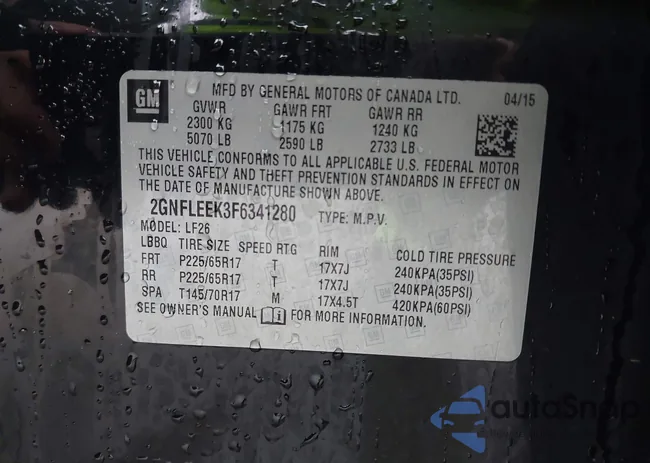 GM
MFD BY GENERAL MOTORS OF CANADA LTD. 04/15
GVWR GAWR FRT GAWR RR
2300 KG 1175 KG 1240 KG
5070 LB 2590 LB 2733 LB
THIS VEHICLE CONFORMS TO ALL APPLICABLE U.S. FEDERAL MOTOR
VEHICLE SAFETY AND THEFT PREVENTION STANDARDS IN EFFECT ON
THE DATE OF MANUFACTURE SHOWN ABOVE.
2GNFLEEK3F6341280 TYPE: M.P.V.
MODEL: LF26
LBBQ TIRE SIZE SPEED RTG RIM COLD TIRE PRESSURE
FRT P225/65R17 T 17X7J 240KPA(35PSI)
RR P225/65R17 T 17X7J 240KPA(35PSI)
SPA T145/70R17 M 17X4.5T 420KPA(60PSI)
SEE OWNER'S MANUAL i FOR MORE INFORMATION.
autoSnap